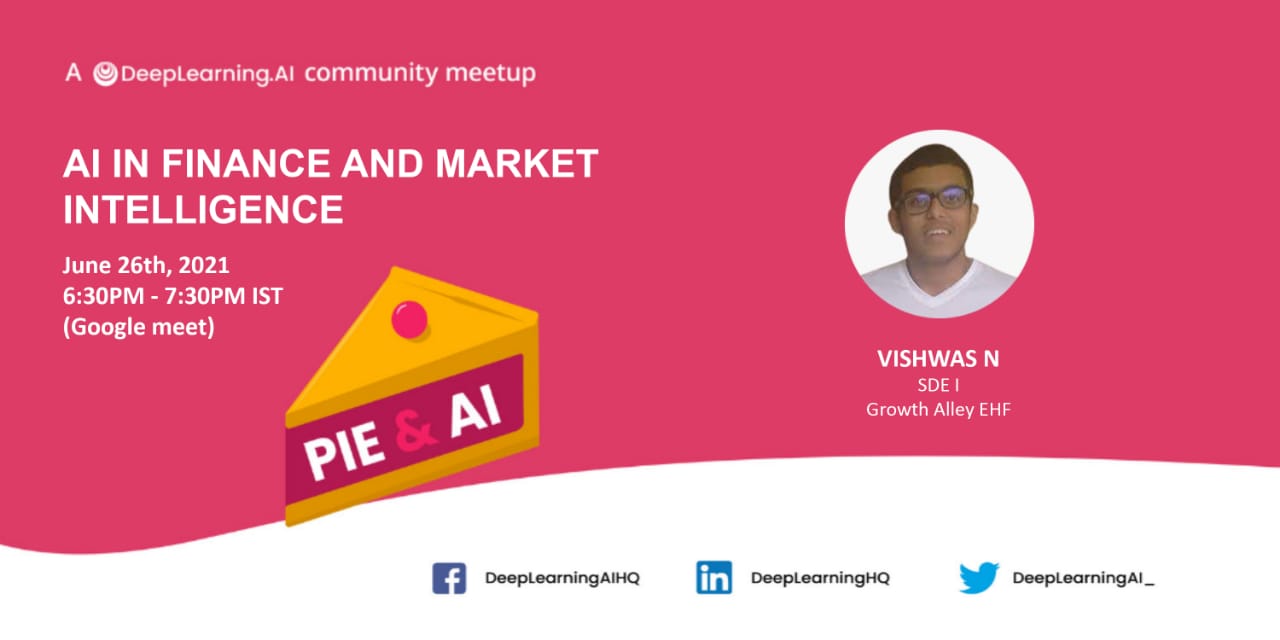 A DeepLearning.AI community meetup
AI IN FINANCE AND MARKET
INTELLIGENCE
June 26th, 2021
6:30PM - 7:30PM IST
(Google meet)
PIE & AI
VISHWAS N
SDE I
Growth Alley EHF
DeepLearningAIHQ
DeepLearningHQ
DeepLearningAI_